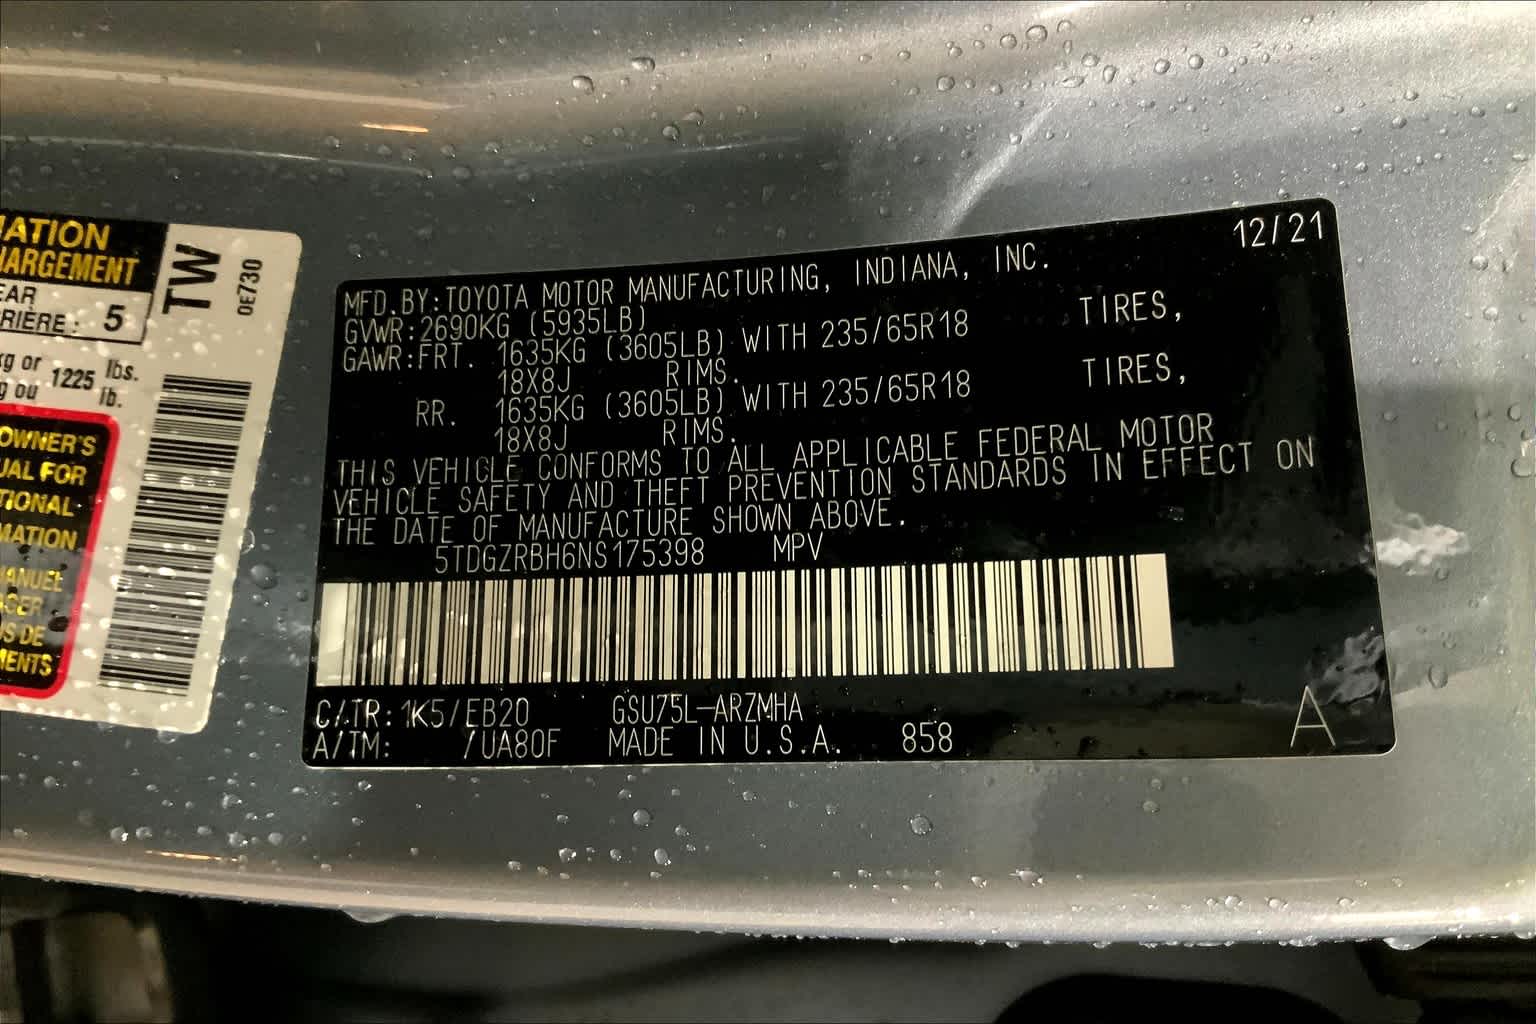 MATION
HARGEMENT
EAR
RRIÈRE : 5
kg or 1225 lbs.
kg ou lb.
OWNER'S
UAL FOR
TIONAL
MATION
MANUEL
SER
US DE
MENTS
TW
0E730
12/21
MFD.BY:TOYOTA MOTOR MANUFACTURING, INDIANA, INC.
GVWR:2690KG (5935LB)
GAWR:FRT. 1635KG (3605LB) WITH 235/65R18 TIRES,
18X8J RIMS.
RR. 1635KG (3605LB) WITH 235/65R18 TIRES,
18X8J RIMS.
THIS VEHICLE CONFORMS TO ALL APPLICABLE FEDERAL MOTOR
VEHICLE SAFETY AND THEFT PREVENTION STANDARDS IN EFFECT ON
THE DATE OF MANUFACTURE SHOWN ABOVE.
5TDGZRBH6NS175398 MPV
C/TR: 1K5/EB20 GSU75L-ARZMHA
A/TM: /UA80F MADE IN U.S.A. 858
A